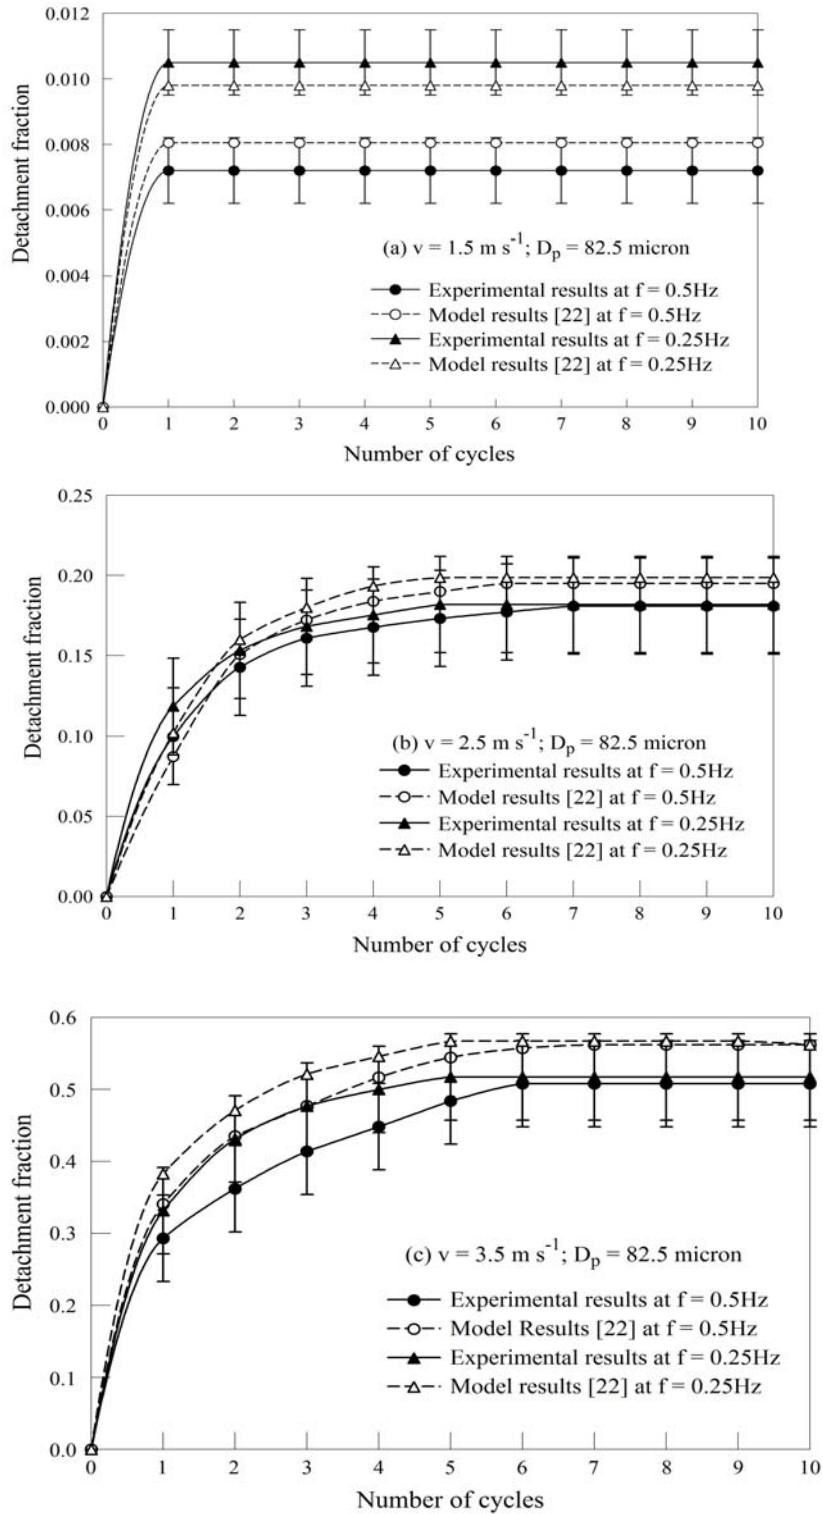 0.012
0.010
0.008
0.006
0.004
0.002
0.000
Detachment fraction
(a) v = 1.5 m s⁻¹; Dₚ = 82.5 micron
Experimental results at f = 0.5Hz
Model results [22] at f = 0.5Hz
Experimental results at f = 0.25Hz
Model results [22] at f = 0.25Hz
0 1 2 3 4 5 6 7 8 9 10
Number of cycles
0.25
0.20
0.15
0.10
0.05
0.00
Detachment fraction
(b) v = 2.5 m s⁻¹; Dₚ = 82.5 micron
Experimental results at f = 0.5Hz
Model results [22] at f = 0.5Hz
Experimental results at f = 0.25Hz
Model results [22] at f = 0.25Hz
0 1 2 3 4 5 6 7 8 9 10
Number of cycles
0.6
0.5
0.4
0.3
0.2
0.1
0.0
Detachment fraction
(c) v = 3.5 m s⁻¹; Dₚ = 82.5 micron
Experimental results at f = 0.5Hz
Model Results [22] at f = 0.5Hz
Experimental results at f = 0.25Hz
Model results [22] at f = 0.25Hz
0 1 2 3 4 5 6 7 8 9 10
Number of cycles